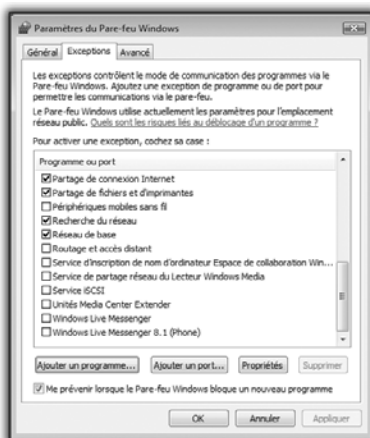 Paramètres du Pare-feu Windows
Général Exceptions Avancé
Les exceptions contrôlent le mode de communication des programmes via le
Pare-feu Windows. Ajoutez une exception de programme ou de port pour
permettre les communications via le pare-feu.
Le Pare-feu Windows utilise actuellement les paramètres pour l'emplacement
réseau public. Quels sont les risques liés au déblocage d'un programme ?
Pour activer une exception, cochez sa case :
Programme ou port
Partage de connexion Internet
Partage de fichiers et d'imprimantes
Périphériques mobiles sans fil
Recherche du réseau
Réseau de base
Routage et accès distant
Service d'inscription de nom d'ordinateur Espace de collaboration Win...
Service de partage réseau du Lecteur Windows Media
Service iSCSI
Unités Media Center Extender
Windows Live Messenger
Windows Live Messenger 8.1 (Phone)
Ajouter un programme... Ajouter un port... Propriétés Supprimer
Me prévenir lorsque le Pare-feu Windows bloque un nouveau programme
OK Annuler Appliquer